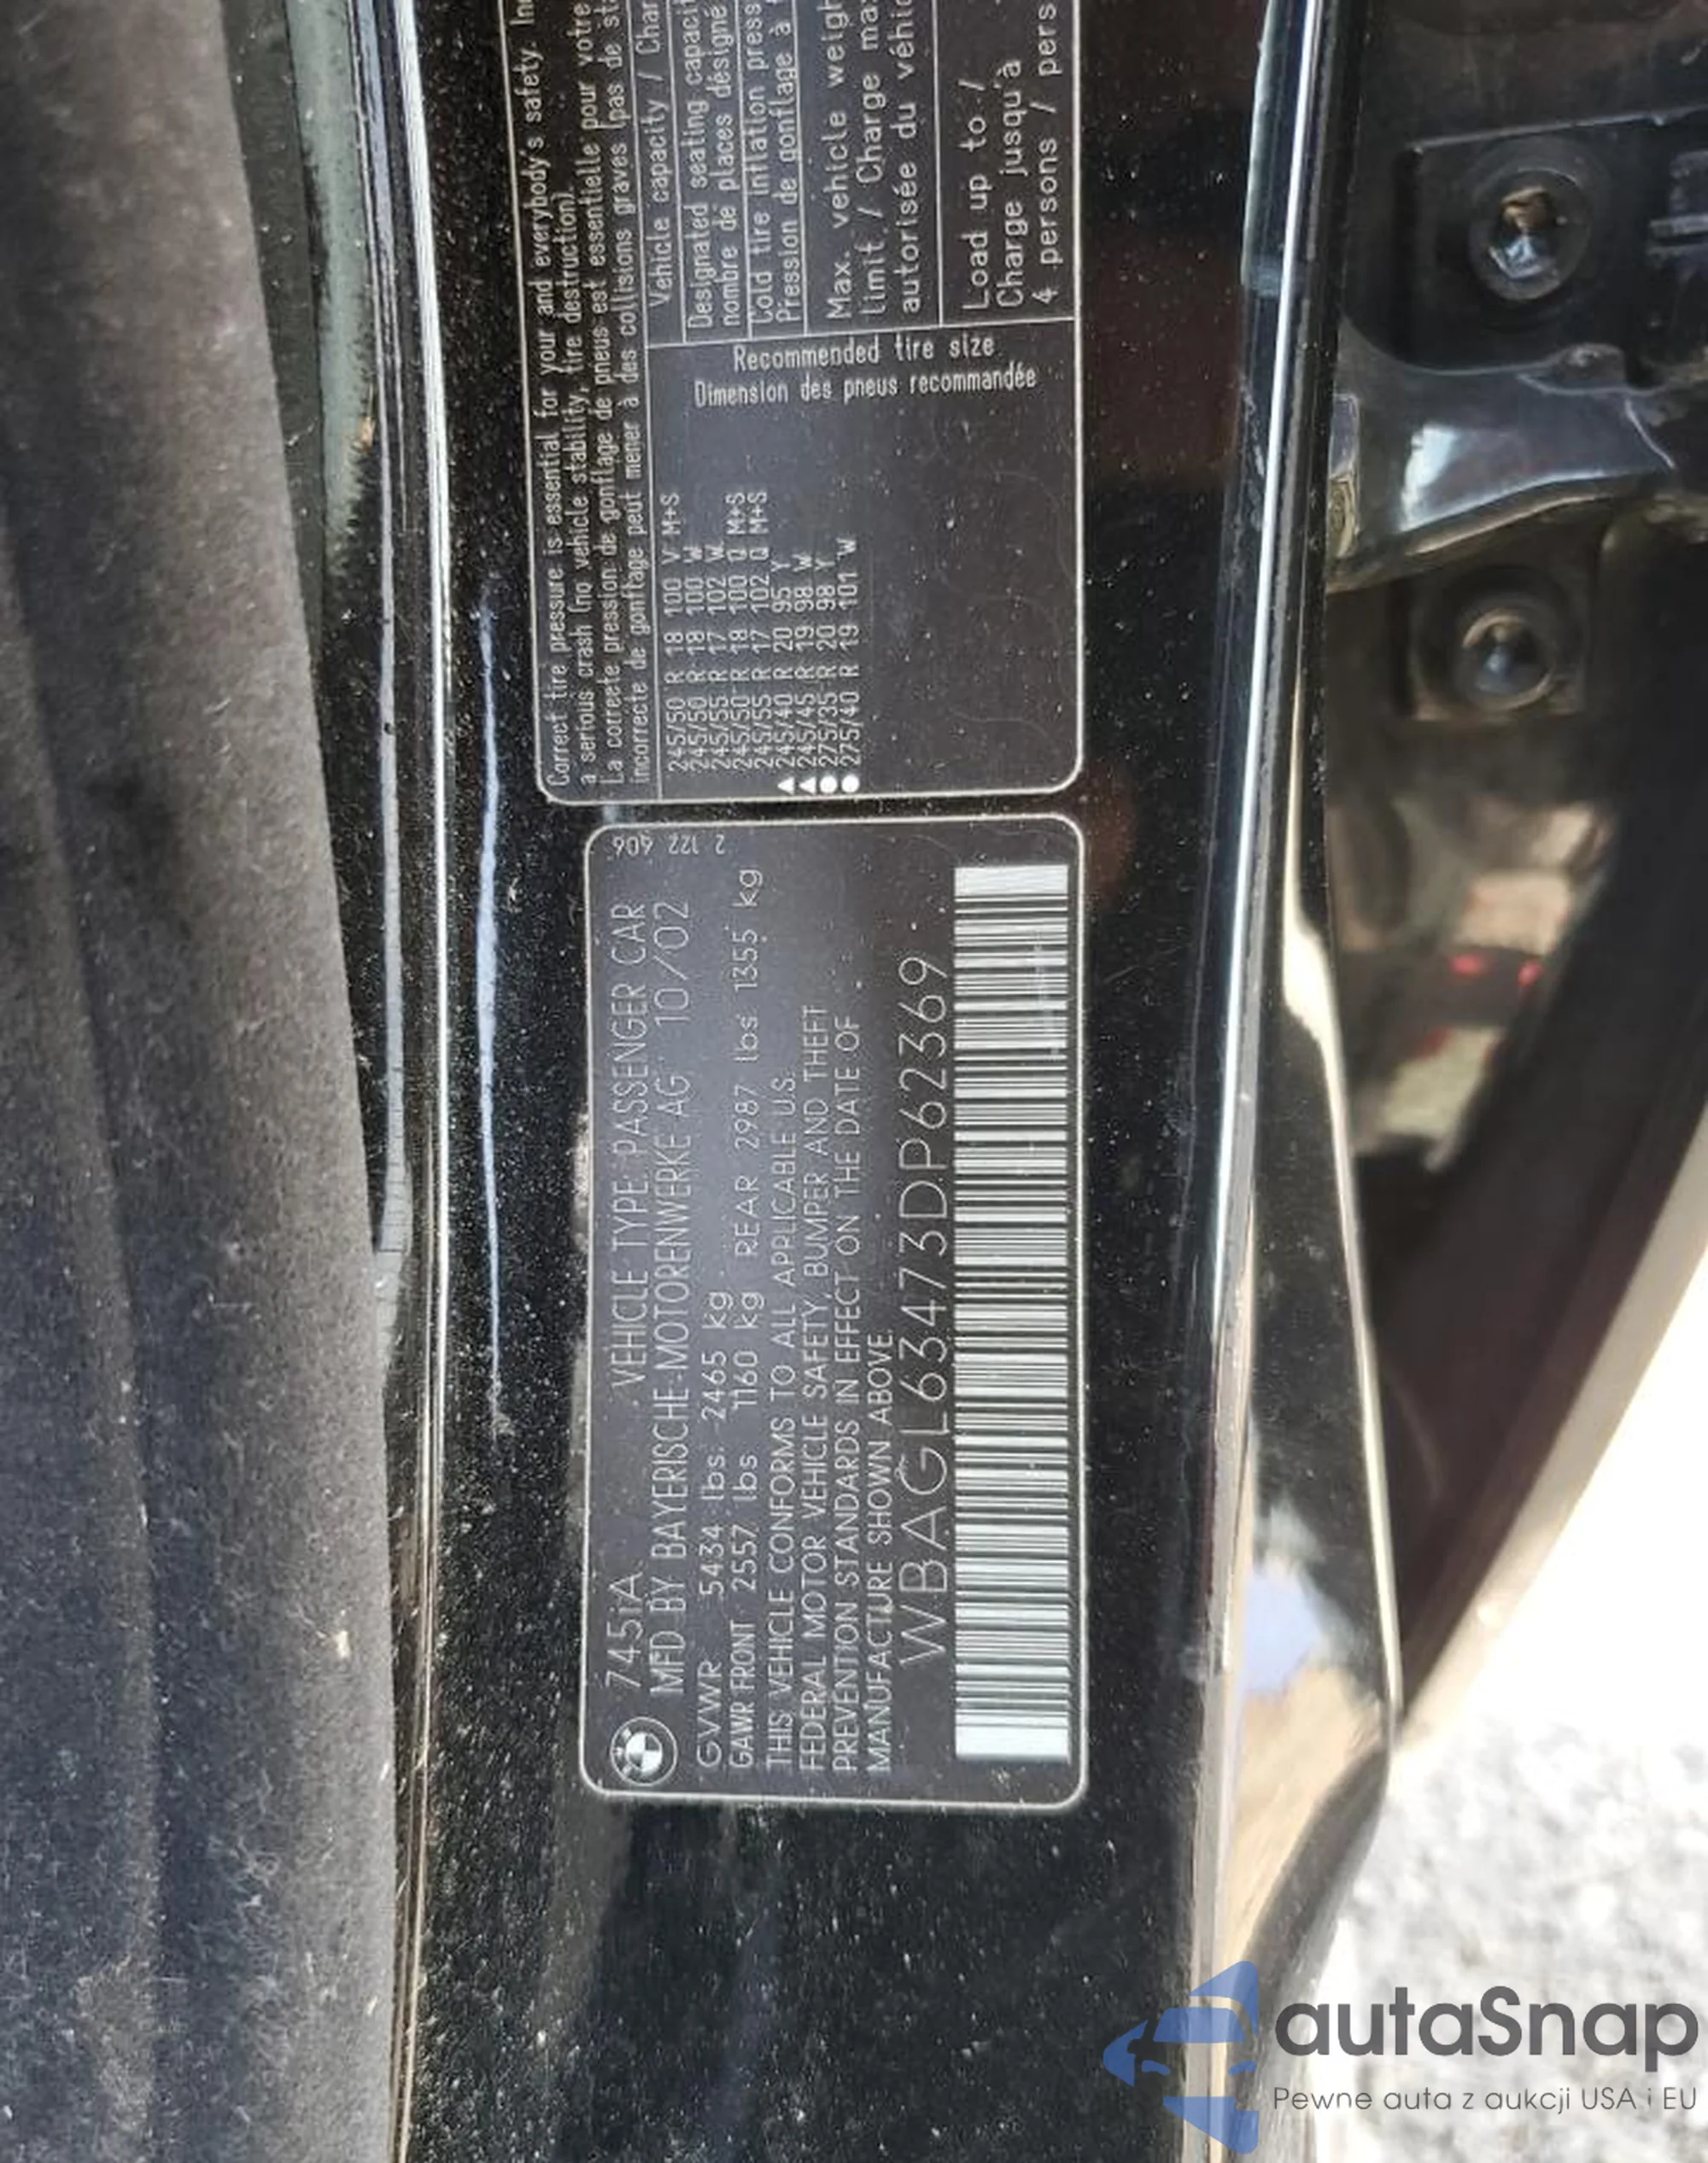 Correct tire pressure is essential for your and everybody's safety.
a serious crash (no vehicle stability, tire destruction).
La correcte pression de gonflage de pneus est essentielle pour votre
incorrecte de gonflage peut mener à des collisions graves (pas de
Vehicle capacity /
Designated seating
nombre de places désigné
Cold tire inflation
Pression de gonflage à
Max. vehicle
limit. / Charge
autorisée du
Load up to /
Charge jusqu'à
4 persons /
Recommended tire size
Dimension des pneus recommandée
245/50 R 18 100 V M+S
245/50 R 18 100 W
245/55 R 17 102 W
245/50 R 18 100 Q M+S
245/55 R 17 102 Q M+S
▲ 245/40 R 20 95 Y
▲ 245/45 R 19 98 W
● 275/35 R 20 98 Y
● 275/40 R 19 101 W
2 122 606
745iA VEHICLE TYPE:PASSENGER CAR
MFD BY BAYERISCHE-MOTORENWERKE AG 10/02
GVWR 5434 lbs 2465 kg
GAWR FRONT 2557 lbs 1160 kg REAR 2987 lbs 1355 kg
THIS VEHICLE CONFORMS TO ALL APPLICABLE U.S.
FEDERAL MOTOR VEHICLE SAFETY, BUMPER AND THEFT
PREVENTION STANDARDS IN EFFECT ON THE DATE OF
MANUFACTURE SHOWN ABOVE.
WBAGL63473DP62369
autaSnap
Pewne auta z aukcji USA i EU